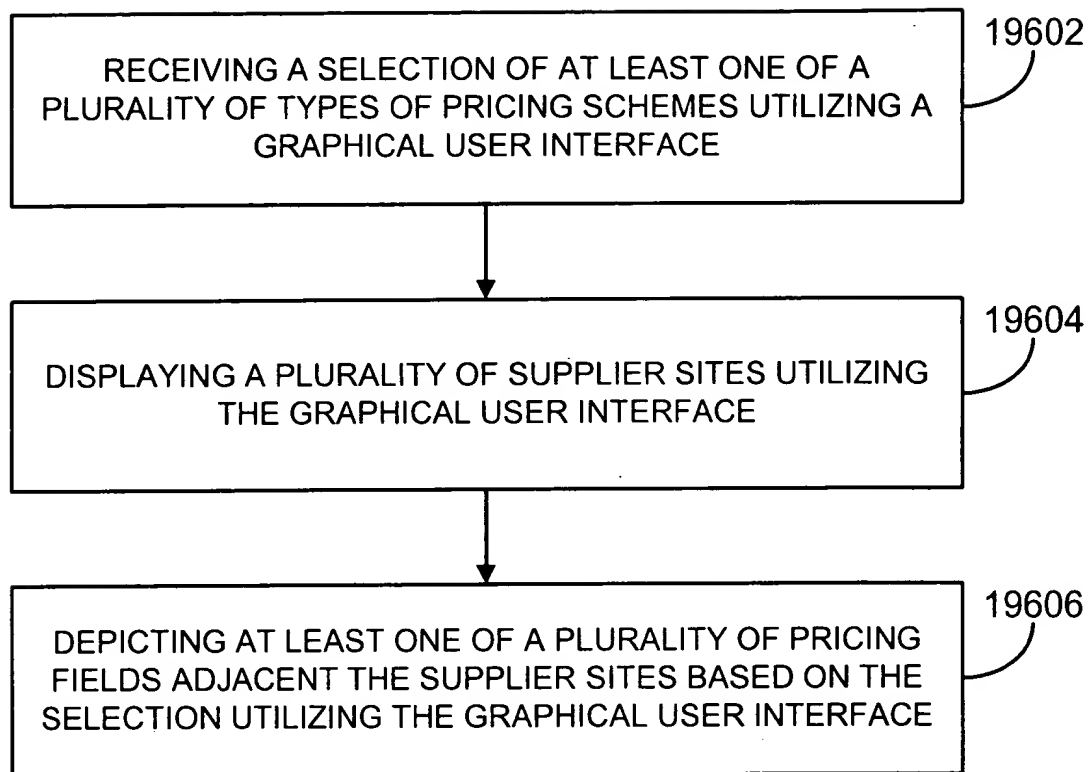 19602
RECEIVING A SELECTION OF AT LEAST ONE OF A
PLURALITY OF TYPES OF PRICING SCHEMES UTILIZING A
GRAPHICAL USER INTERFACE
19604
DISPLAYING A PLURALITY OF SUPPLIER SITES UTILIZING
THE GRAPHICAL USER INTERFACE
19606
DEPICTING AT LEAST ONE OF A PLURALITY OF PRICING
FIELDS ADJACENT THE SUPPLIER SITES BASED ON THE
SELECTION UTILIZING THE GRAPHICAL USER INTERFACE